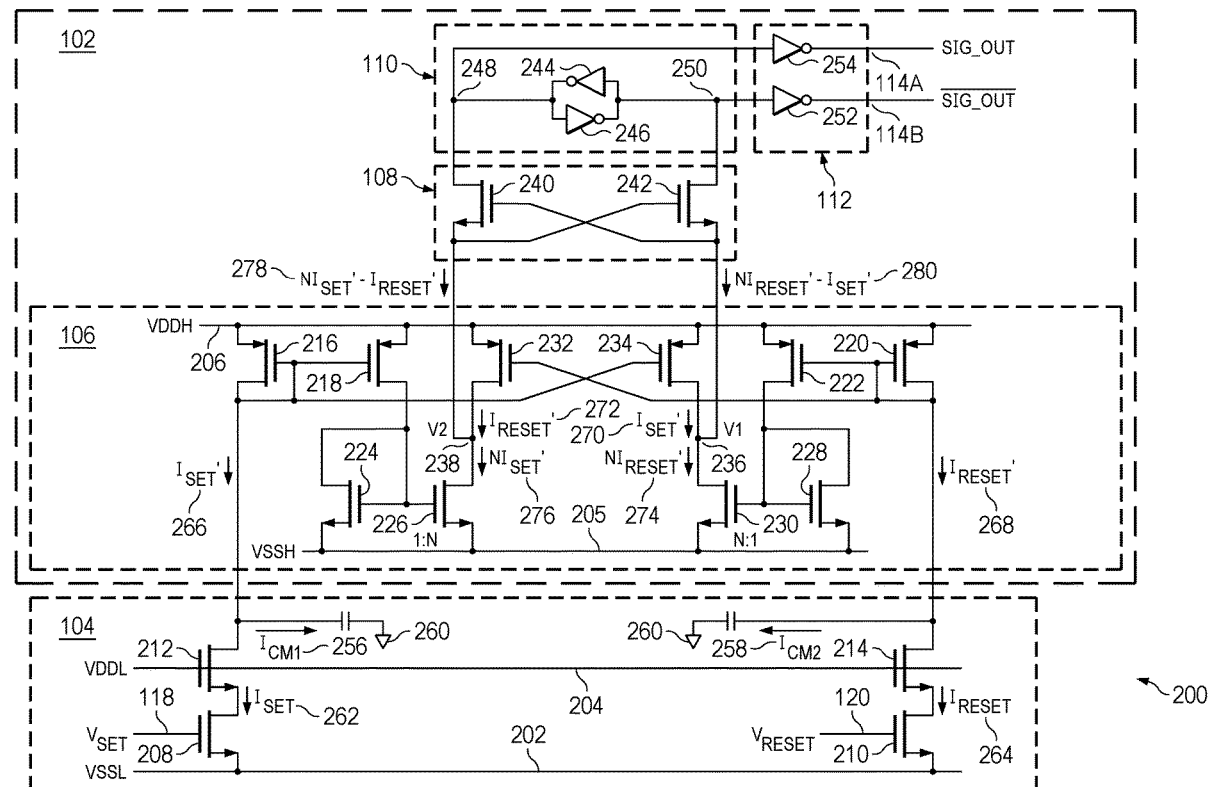 102
110
248
244
246
250
254
252
114A
114B
SIG_OUT
SIG_OUT
112
108
240
242
278
NI_SET' - I_RESET'
NI_RESET' - I_SET'
280
106
VDDH
206
216
218
232
234
220
222
I_RESET'
272
270
I_SET'
V2
V1
238
236
224
228
NI_SET'
NI_RESET'
I_SET'
266
I_RESET'
268
226
276
274
230
1:N
N:1
205
VSSH
104
212
I_CM1
256
260
260
258
I_CM2
214
VDDL
204
200
118
I_SET
262
120
I_RESET
264
V_SET
208
V_RESET
210
202
VSSL